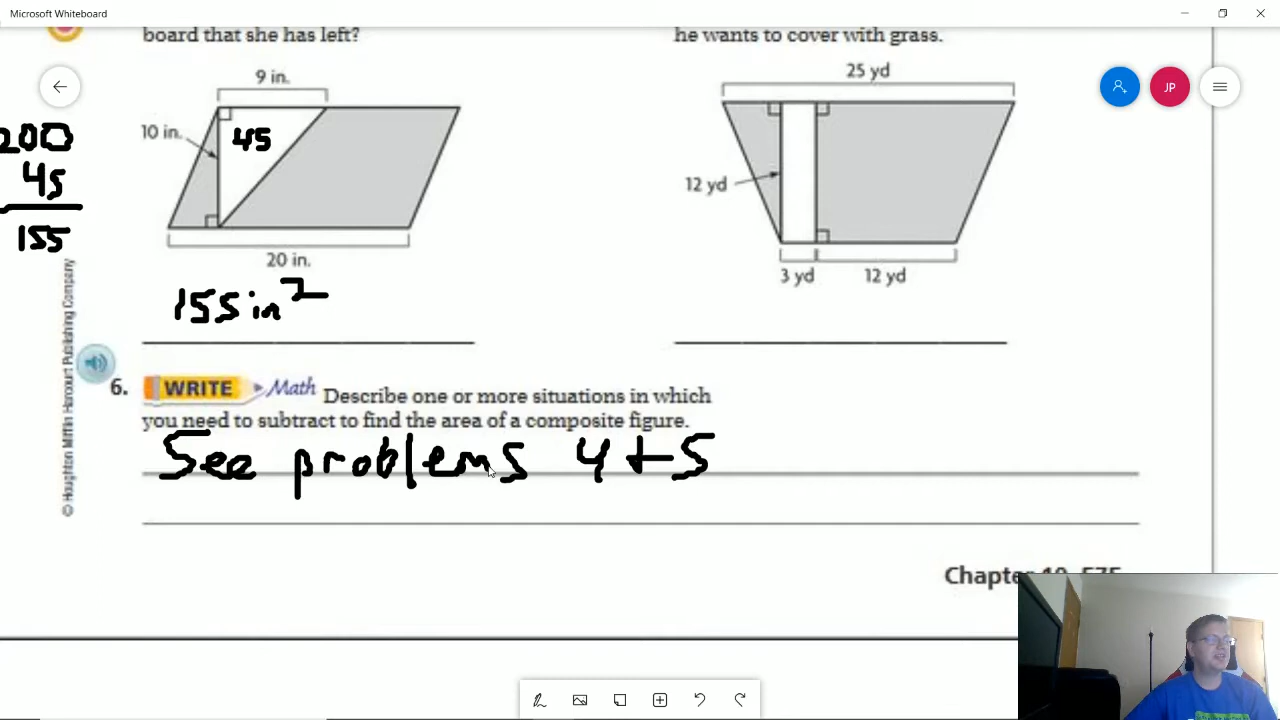 Microsoft Whiteboard
board that she has left?
he wants to cover with grass.
9 in.
25 yd
JP
200
45
155
10 in.
45
12 yd
20 in.
3 yd
12 yd
155 in²
© Houghton Mifflin Harcourt Publishing Company
6. WRITE Math Describe one or more situations in which
you need to subtract to find the area of a composite figure.
See problems 4 + 5
Chapter 10 575